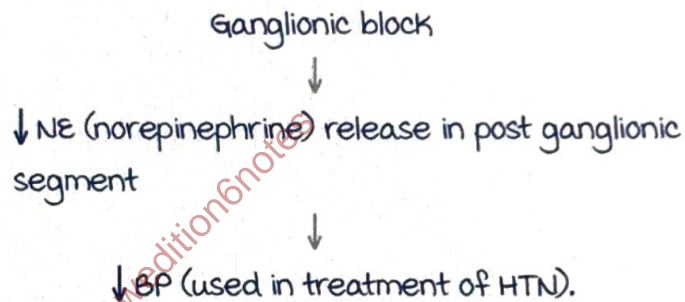 Ganglionic block
↓
↓ NE (norepinephrine) release in post ganglionic
segment
↓
↓ BP (used in treatment of HTN).
edition6notes